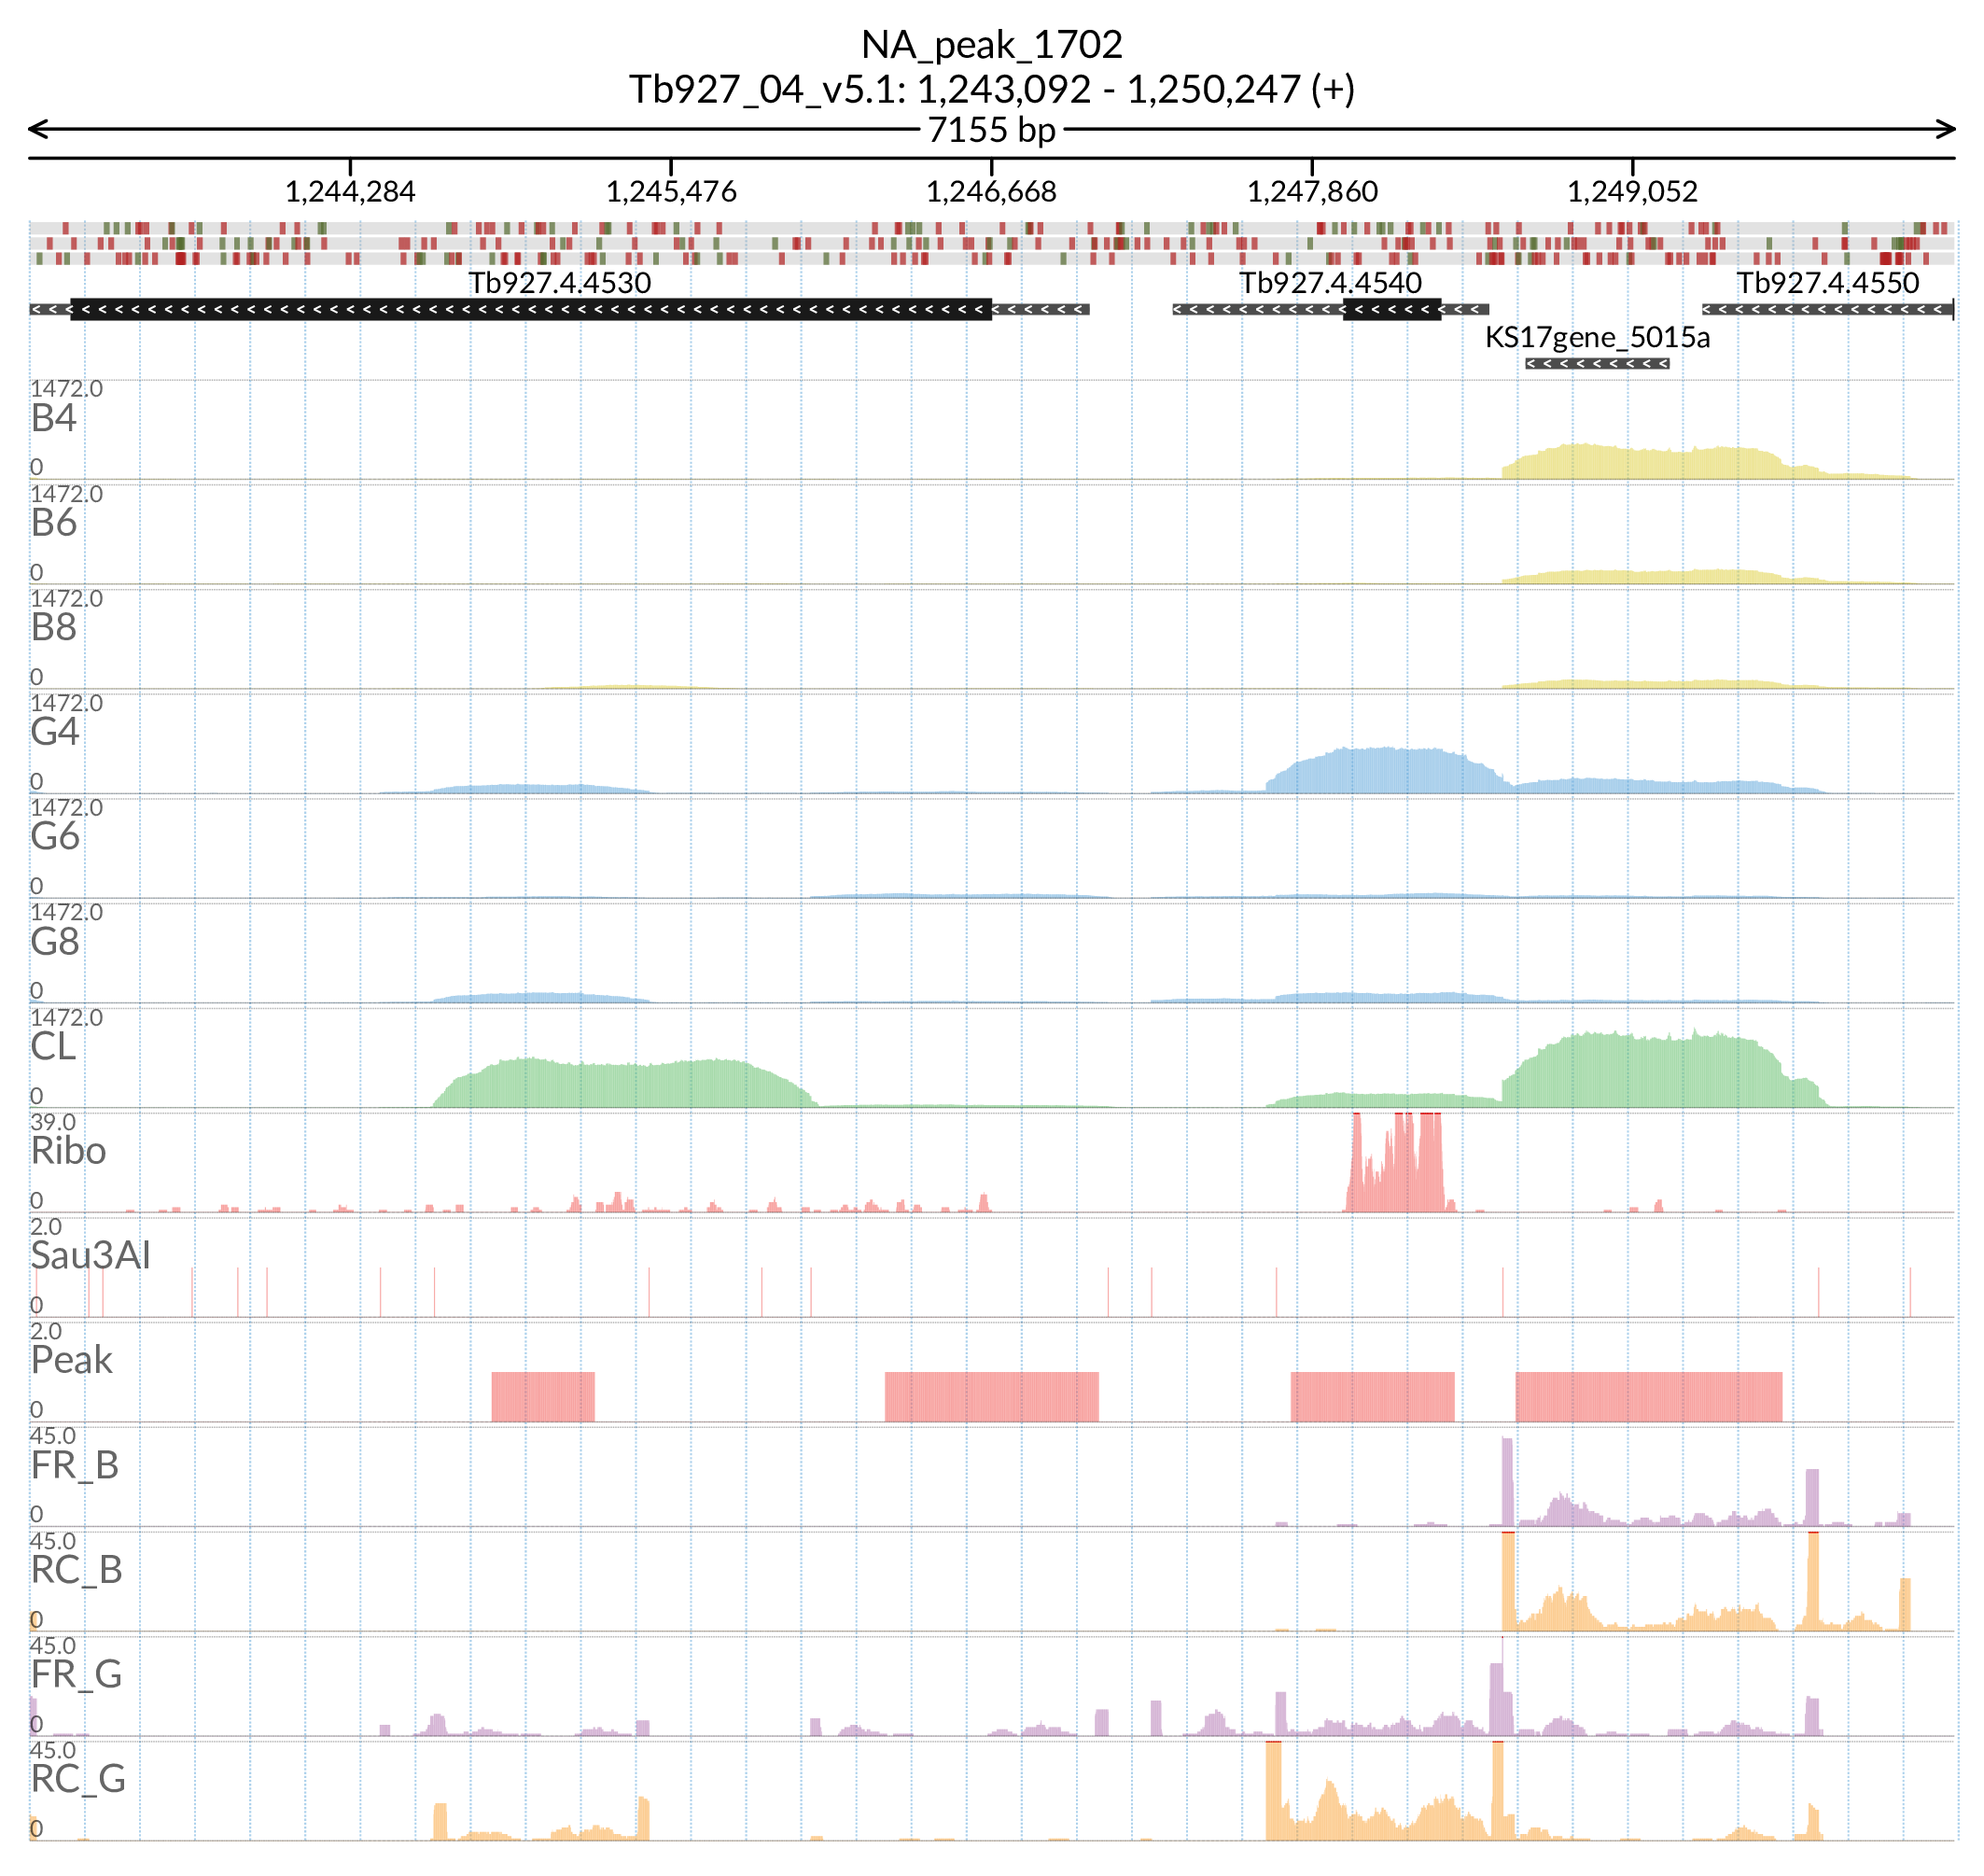 NA_peak_1702
Tb927_04_v5.1: 1,243,092 - 1,250,247 (+)
7155 bp
1,244,284 1,245,476 1,246,668 1,247,860 1,249,052
Tb927.4.4530 Tb927.4.4540 Tb927.4.4550
KS17gene_5015a
1472.0
B4
0
1472.0
B6
0
1472.0
B8
0
1472.0
G4
0
1472.0
G6
0
1472.0
G8
0
1472.0
CL
0
39.0
Ribo
0
2.0
Sau3AI
0
2.0
Peak
0
45.0
FR_B
0
45.0
RC_B
0
45.0
FR_G
0
45.0
RC_G
0